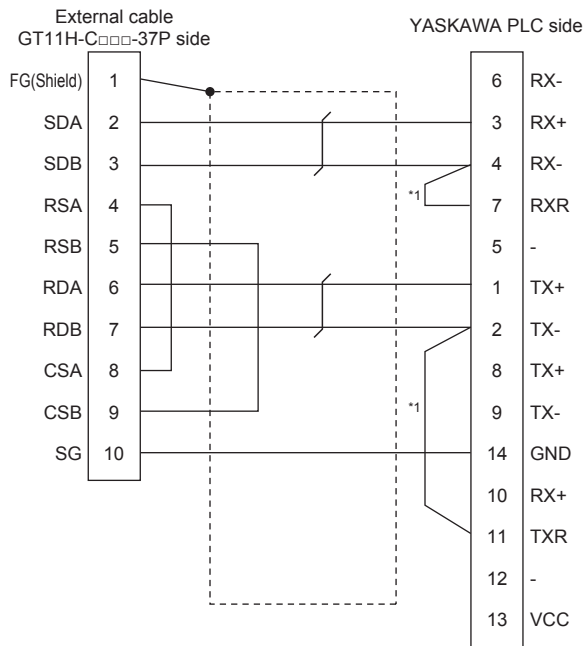 External cable
GT11H-C□□□-37P side
YASKAWA PLC side
FG(Shield) 1 6 RX-
SDA 2 3 RX+
SDB 3 4 RX-
*1
RSA 4 7 RXR
RSB 5 5 -
RDA 6 1 TX+
RDB 7 2 TX-
CSA 8 8 TX+
CSB 9 *1 9 TX-
SG 10 14 GND
10 RX+
11 TXR
12 -
13 VCC